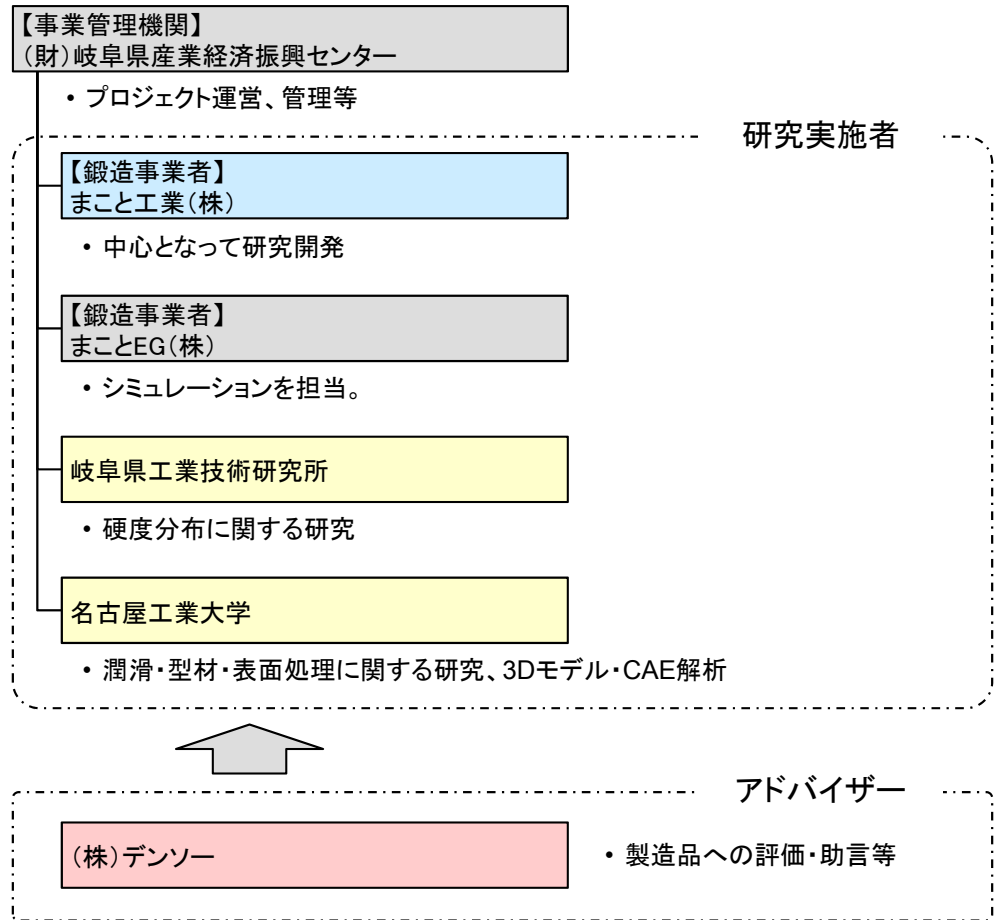 【事業管理機関】
(財)岐阜県産業経済振興センター
• プロジェクト運営、管理等
研究実施者
【鍛造事業者】
まこと工業(株)
• 中心となって研究開発
【鍛造事業者】
まことEG(株)
• シミュレーションを担当。
岐阜県工業技術研究所
• 硬度分布に関する研究
名古屋工業大学
• 潤滑・型材・表面処理に関する研究、3Dモデル・CAE解析
アドバイザー
(株)デンソー
• 製造品への評価・助言等